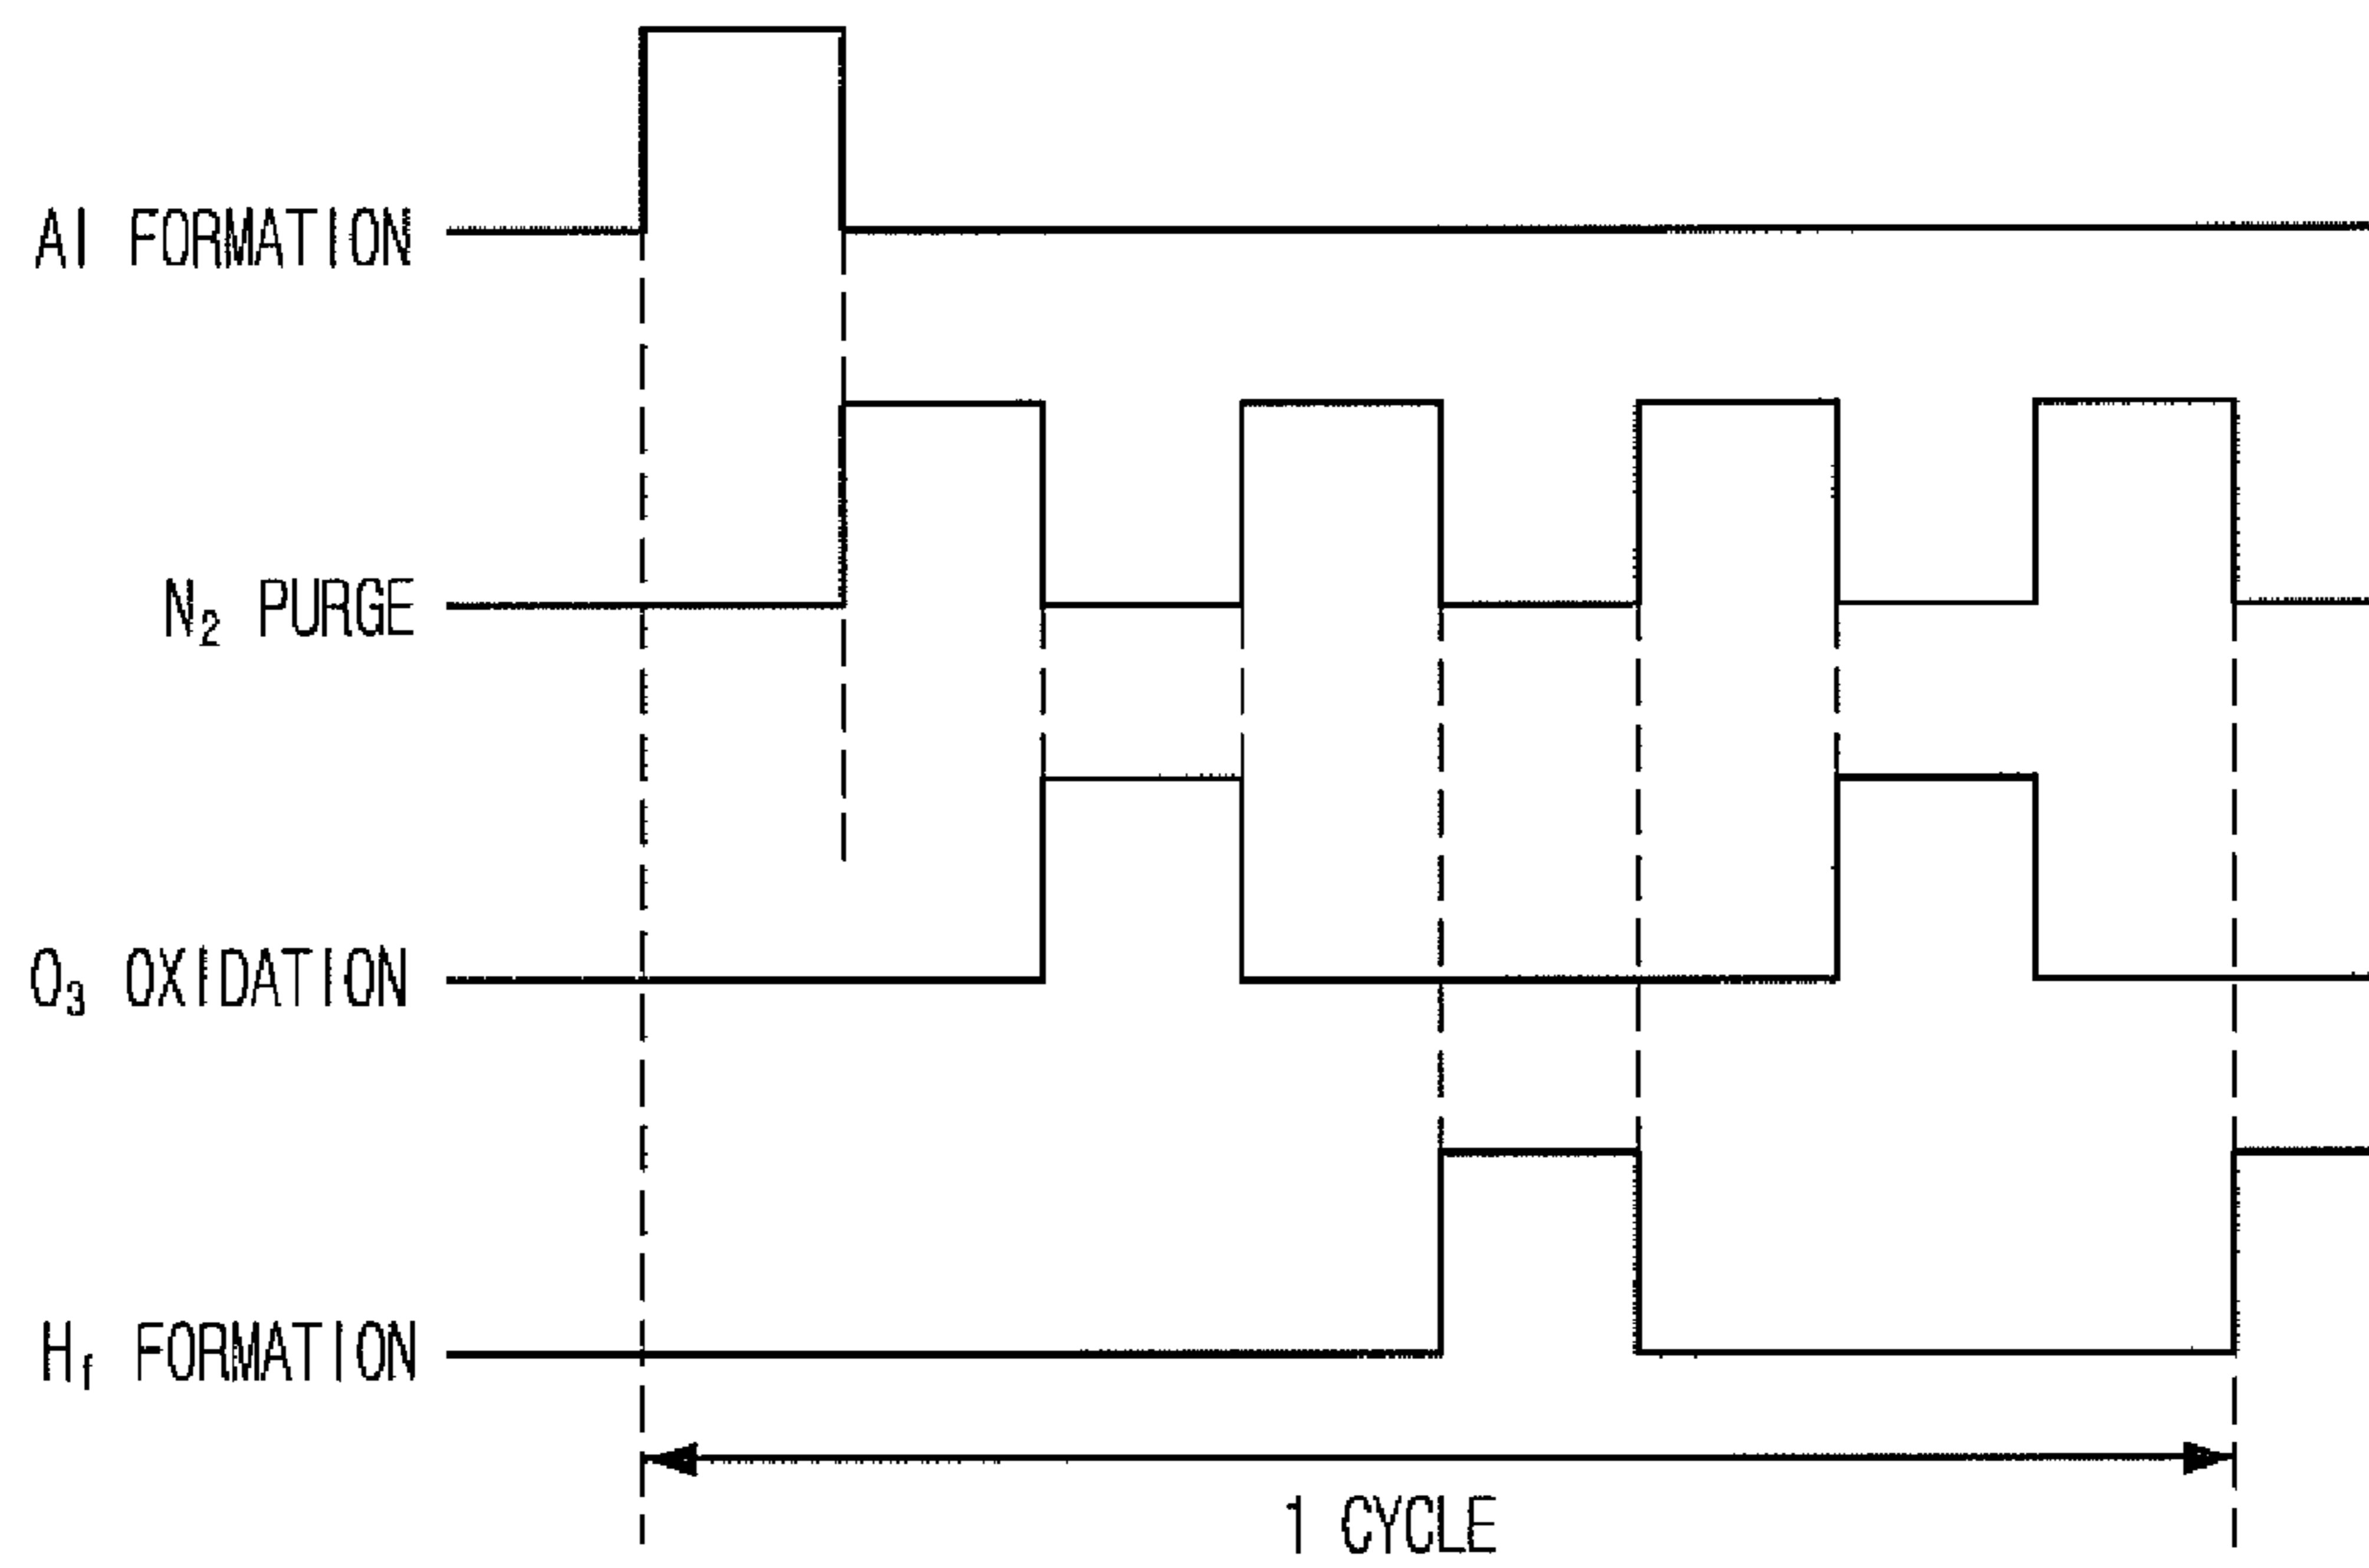 Al FORMATION
N₂ PURGE
O₃ OXIDATION
Hf FORMATION
1 CYCLE